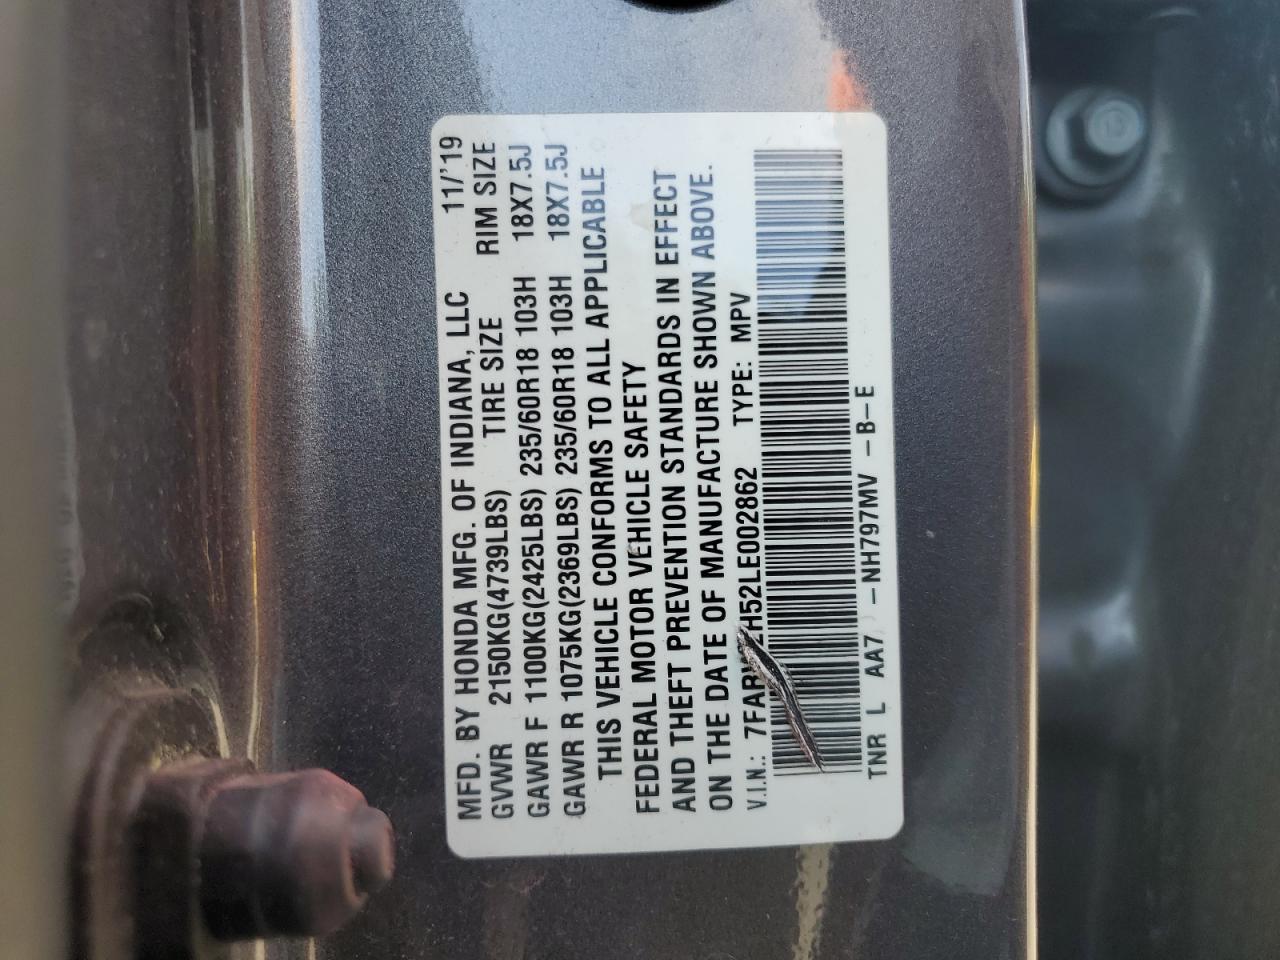 MFD. BY HONDA MFG. OF INDIANA, LLC 11/'19
GVWR 2150KG(4739LBS) TIRE SIZE RIM SIZE
GAWR F 1100KG(2425LBS) 235/60R18 103H 18X7.5J
GAWR R 1075KG(2369LBS) 235/60R18 103H 18X7.5J
THIS VEHICLE CONFORMS TO ALL APPLICABLE
FEDERAL MOTOR VEHICLE SAFETY
AND THEFT PREVENTION STANDARDS IN EFFECT
ON THE DATE OF MANUFACTURE SHOWN ABOVE.
V.I.N.: TYPE: MPV
TNR L AA7 -NH797MV -B-E